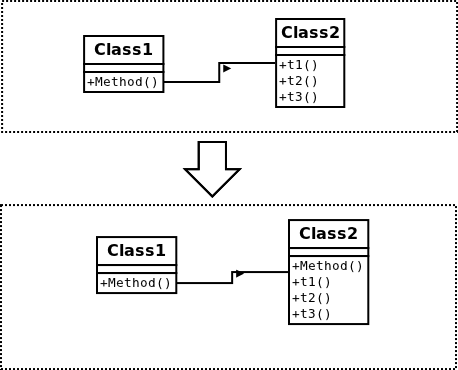 Class1
+Method()
Class2
+t1()
+t2()
+t3()
Class1
+Method()
Class2
+Method()
+t1()
+t2()
+t3()